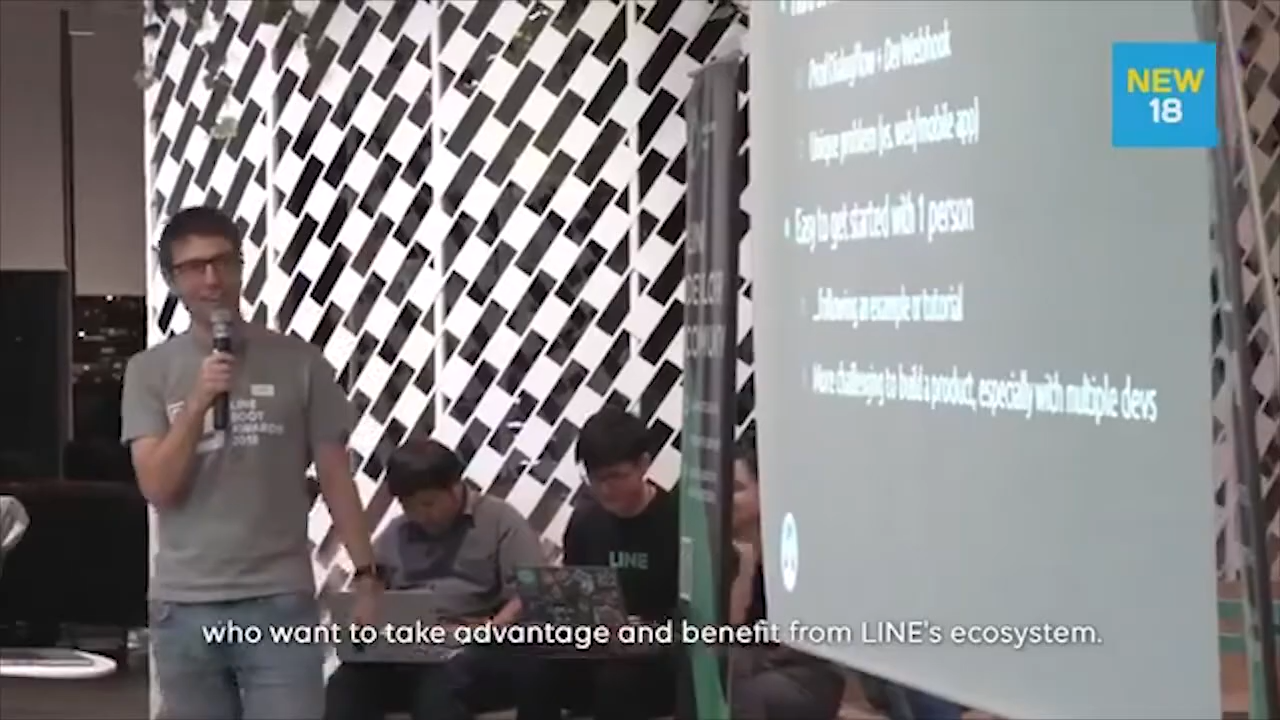 NEW
18
Prod Dialogflow + Dev Webhook
Unique problem (vs. web/mobile app)
Easy to get started with 1 person
...following an example or tutorial
More challenging to build a product, especially with multiple devs
LINE
BOOT
AWARDS
2018
LINE
who want to take advantage and benefit from LINE's ecosystem.